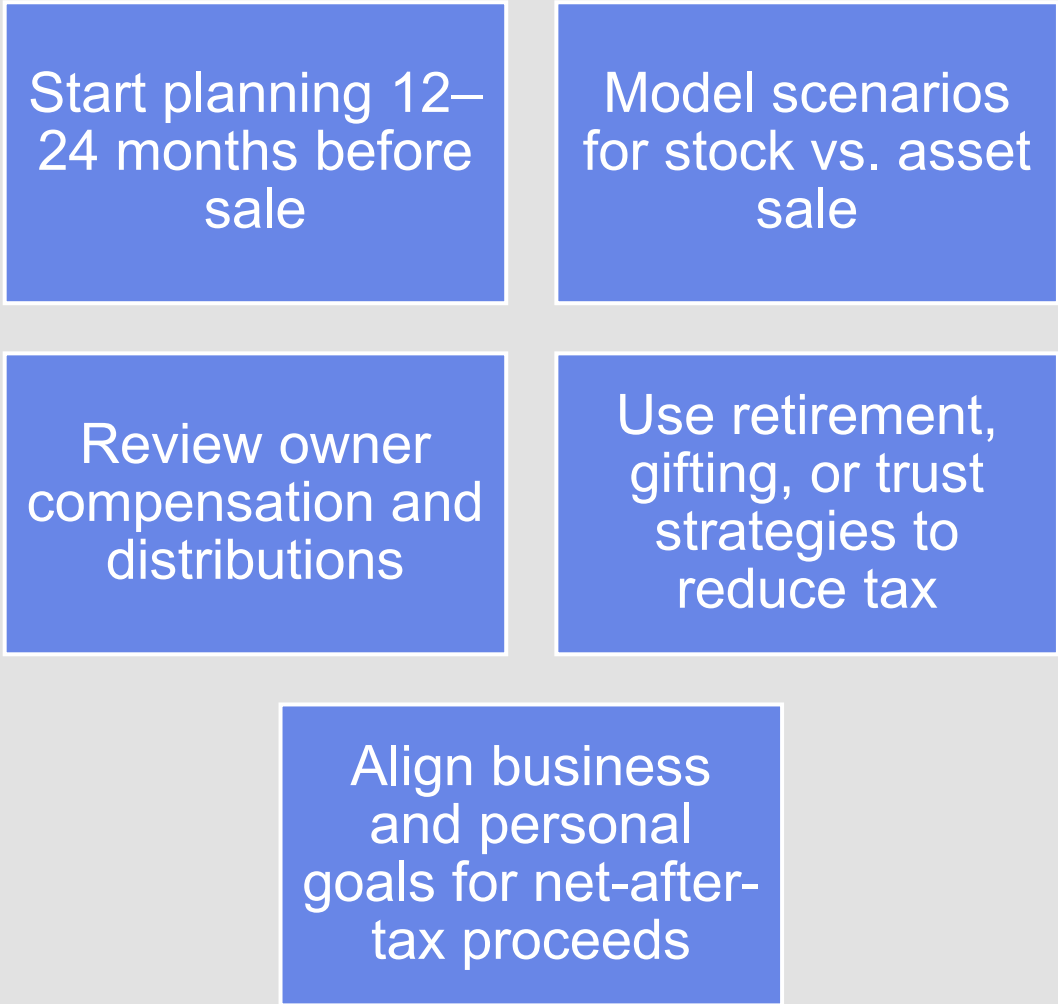 Start planning 12–
24 months before
sale
Model scenarios
for stock vs. asset
sale
Review owner
compensation and
distributions
Use retirement,
gifting, or trust
strategies to
reduce tax
Align business
and personal
goals for net-after-
tax proceeds